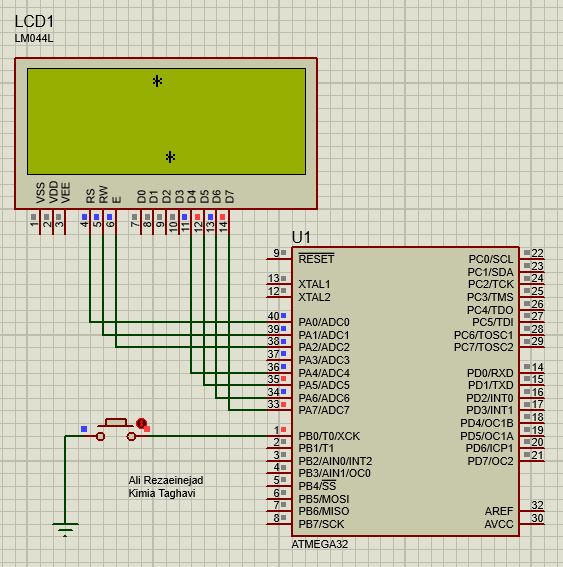 LCD1
LM044L
*
*
VSS
VDD
VEE
RS
RW
E
D0
D1
D2
D3
D4
D5
D6
D7
1
2
3
4
5
6
7
8
9
10
11
12
13
14
U1
9 RESET
13 XTAL1
12 XTAL2
40 PA0/ADC0
39 PA1/ADC1
38 PA2/ADC2
37 PA3/ADC3
36 PA4/ADC4
35 PA5/ADC5
34 PA6/ADC6
33 PA7/ADC7
1 PB0/T0/XCK
2 PB1/T1
3 PB2/AIN0/INT2
4 PB3/AIN1/OC0
5 PB4/SS
6 PB5/MOSI
7 PB6/MISO
8 PB7/SCK
PC0/SCL 22
PC1/SDA 23
PC2/TCK 24
PC3/TMS 25
PC4/TDO 26
PC5/TDI 27
PC6/TOSC1 28
PC7/TOSC2 29
PD0/RXD 14
PD1/TXD 15
PD2/INT0 16
PD3/INT1 17
PD4/OC1B 18
PD5/OC1A 19
PD6/ICP1 20
PD7/OC2 21
AREF 32
AVCC 30
ATMEGA32
Ali Rezaeinejad
Kimia Taghavi